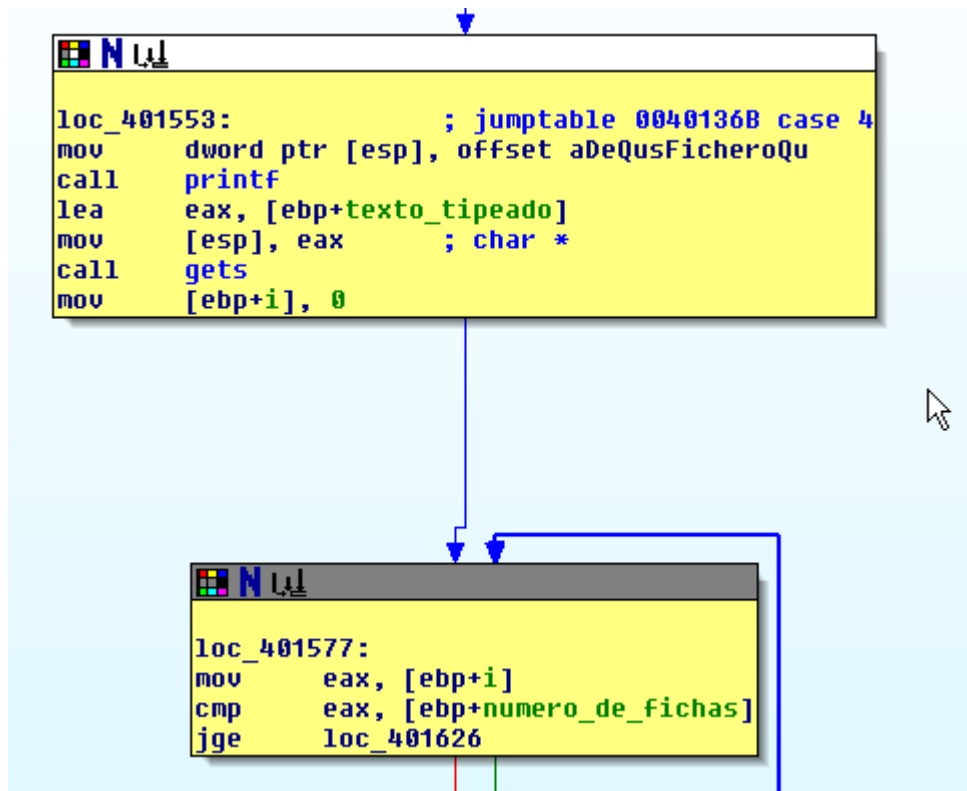 loc_401553: ; jumptable 0040136B case 4
mov dword ptr [esp], offset aDeQusFicheroQu
call printf
lea eax, [ebp+texto_tipeado]
mov [esp], eax ; char *
call gets
mov [ebp+i], 0
loc_401577:
mov eax, [ebp+i]
cmp eax, [ebp+numero_de_fichas]
jge loc_401626